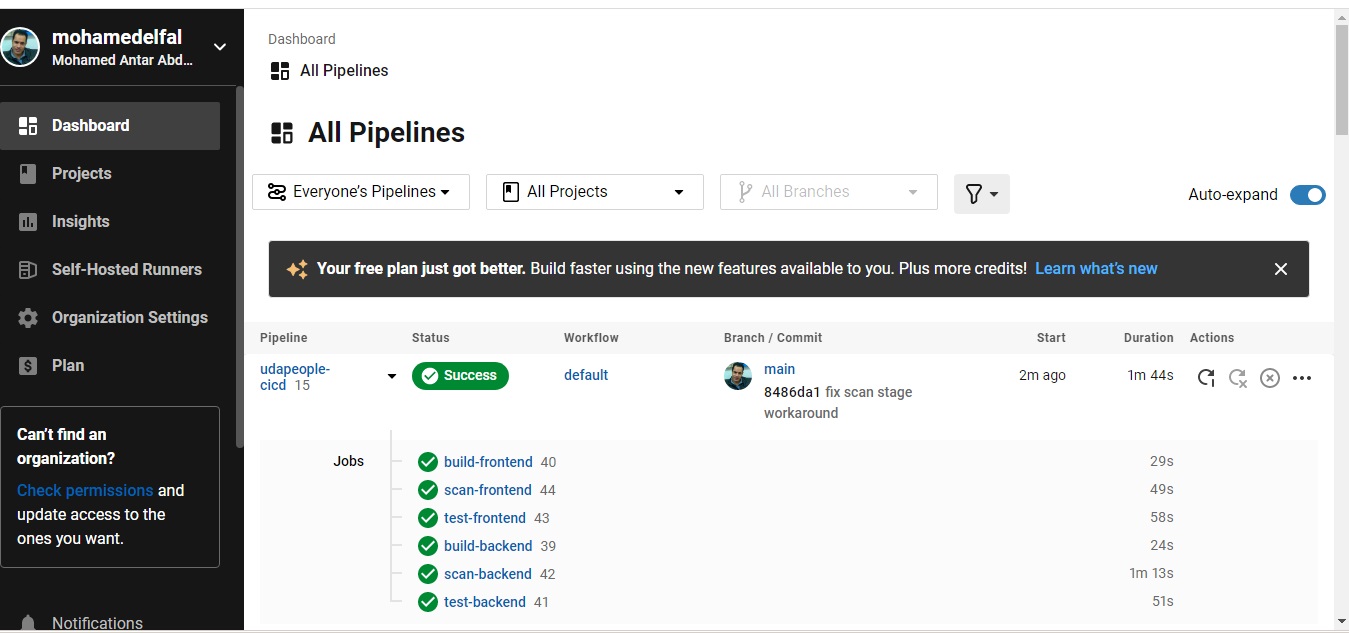 mohamedelfal
Mohamed Antar Abd...
Dashboard
Projects
Insights
Self-Hosted Runners
Organization Settings
Plan
Can't find an
organization?
Check permissions and
update access to the
ones you want.
Notifications
Dashboard
All Pipelines
All Pipelines
Everyone's Pipelines
All Projects
All Branches
Auto-expand
Your free plan just got better. Build faster using the new features available to you. Plus more credits! Learn what's new
Pipeline Status Workflow Branch / Commit Start Duration Actions
udapeople-
cicd 15
Success
default
main
8486da1 fix scan stage
workaround
2m ago
1m 44s
Jobs
build-frontend 40 29s
scan-frontend 44 49s
test-frontend 43 58s
build-backend 39 24s
scan-backend 42 1m 13s
test-backend 41 51s